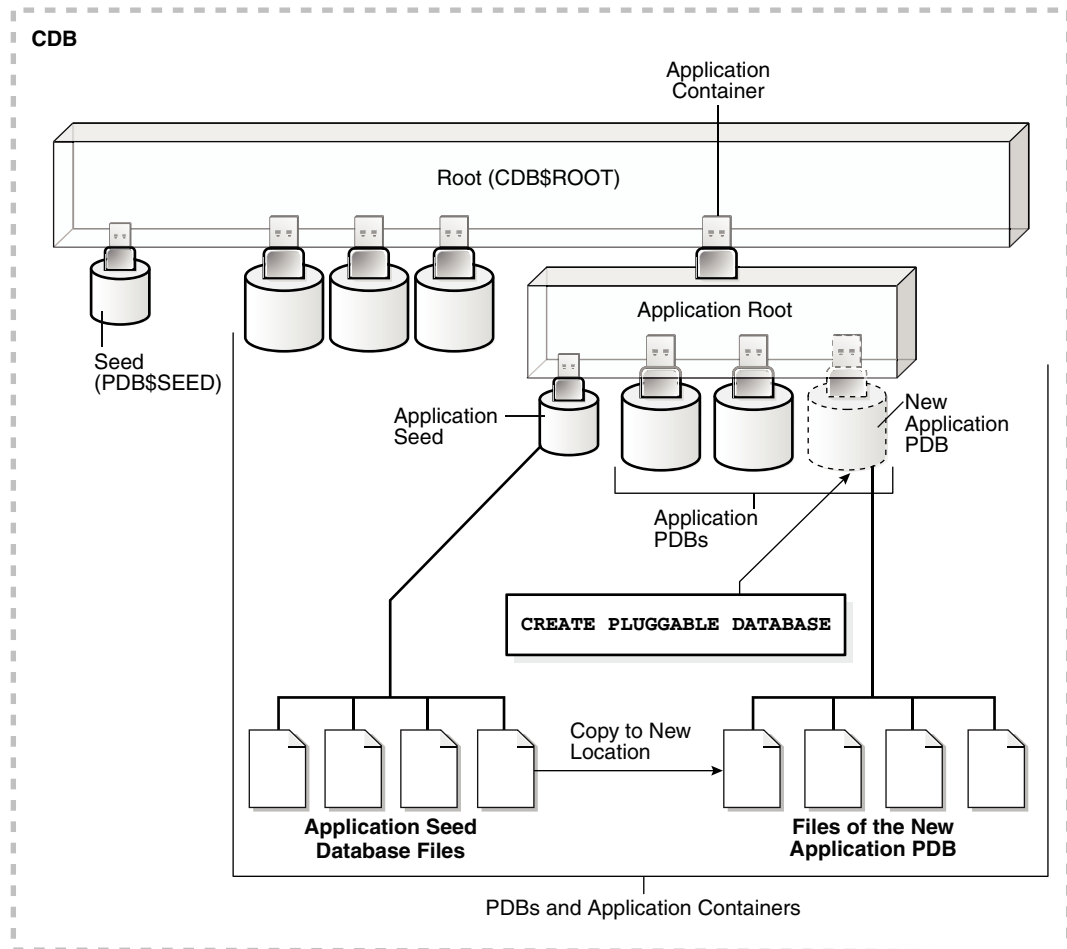 CDB
Application
Container
Root (CDB$ROOT)
Application Root
Seed
(PDB$SEED)
Application
Seed
New
Application
PDB
Application
PDBs
CREATE PLUGGABLE DATABASE
Copy to New
Location
Application Seed
Database Files
Files of the New
Application PDB
PDBs and Application Containers